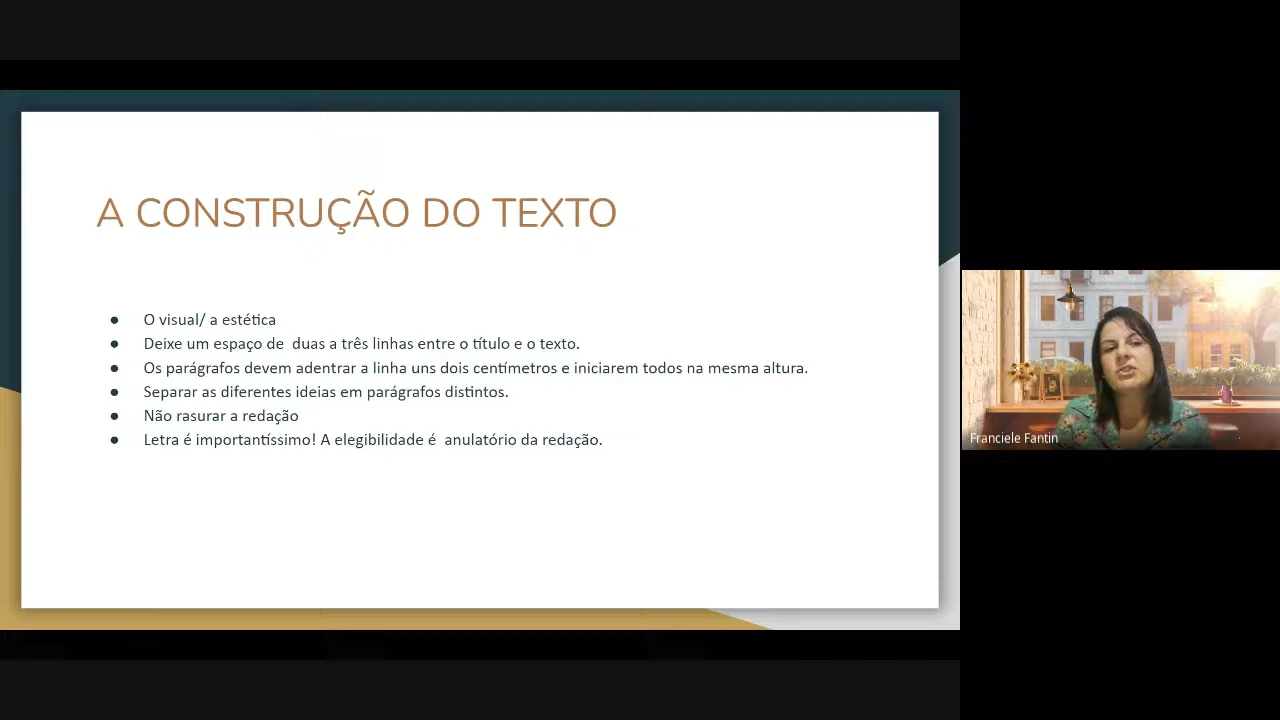 A CONSTRUÇÃO DO TEXTO
● O visual/ a estética
● Deixe um espaço de  duas a três linhas entre o título e o texto.
● Os parágrafos devem adentrar a linha uns dois centímetros e iniciarem todos na mesma altura.
● Separar as diferentes ideias em parágrafos distintos.
● Não rasurar a redação
● Letra é importantíssimo! A elegibilidade é  anulatório da redação.
Franciele Fantin